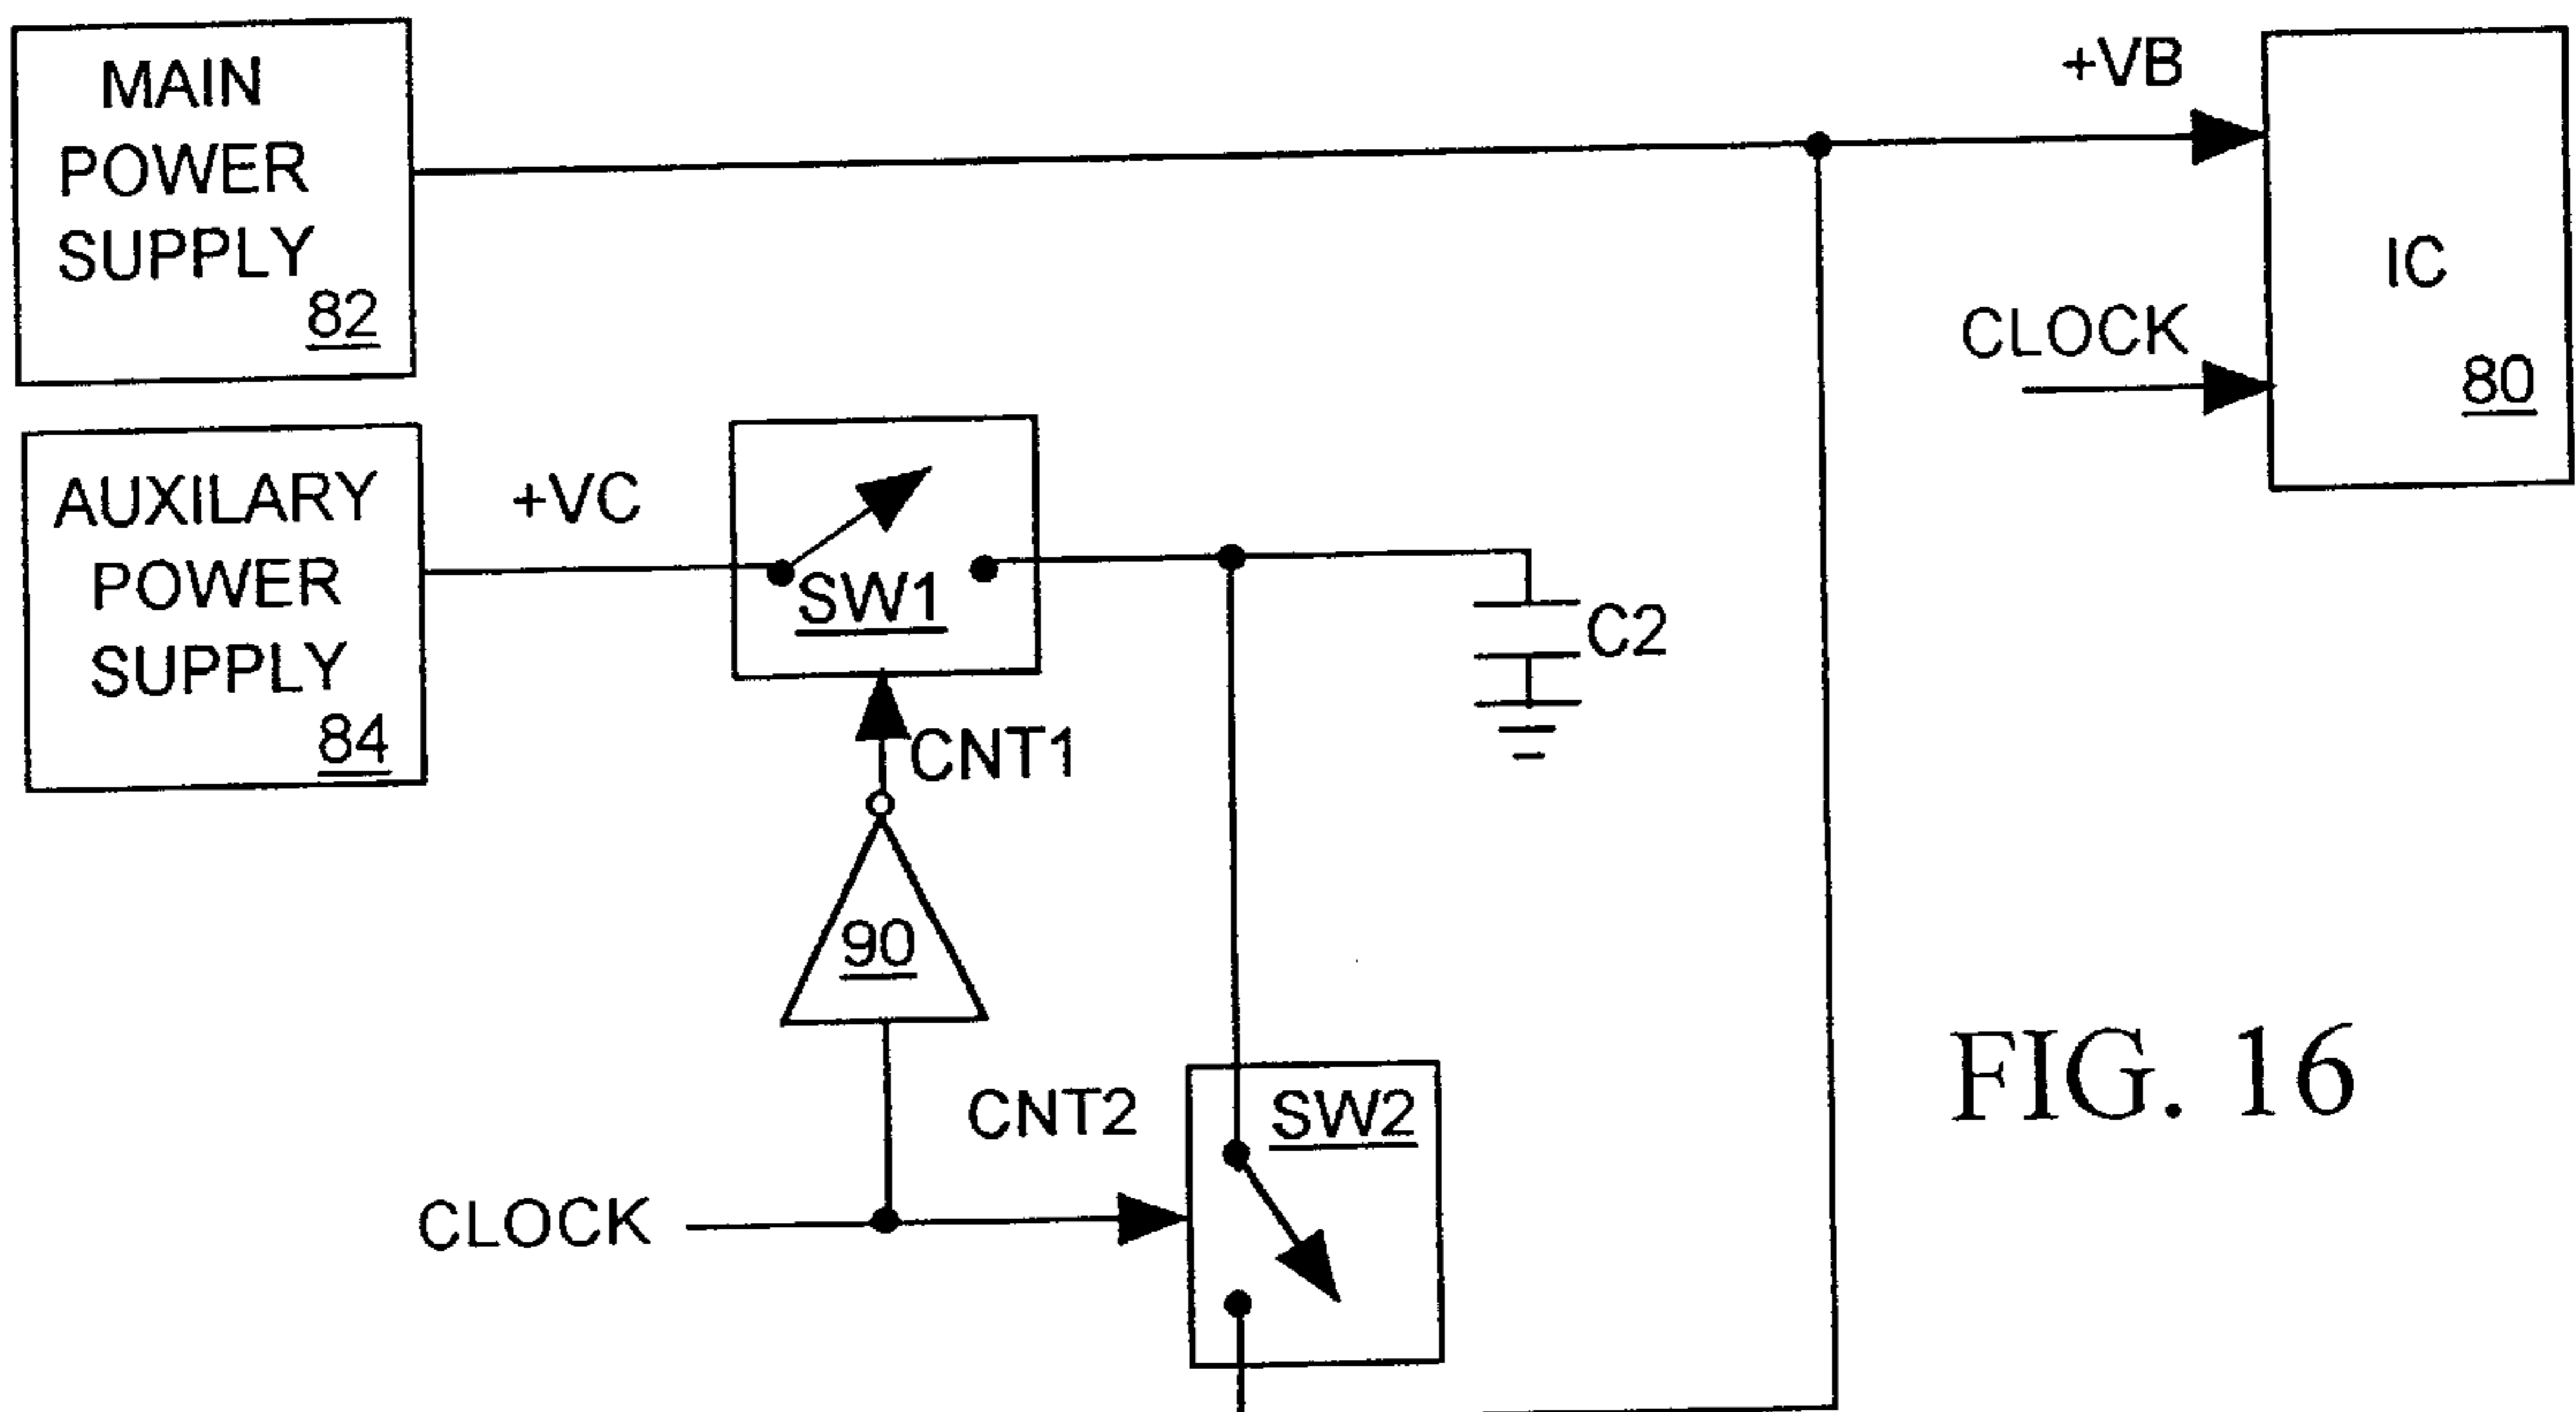 MAIN
POWER
SUPPLY
82
+VB
IC
CLOCK
80
AUXILARY
POWER
SUPPLY
84
+VC
SW1
C2
CNT1
90
CNT2
SW2
CLOCK
FIG. 16